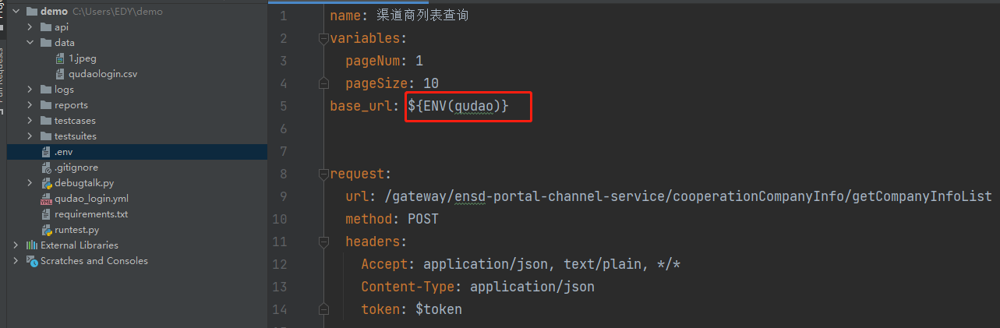 demo C:\Users\EDY\demo
api
data
1.jpeg
qudaologin.csv
logs
reports
testcases
testsuites
.env
.gitignore
debugtalk.py
qudao_login.yml
requirements.txt
runtest.py
External Libraries
Scratches and Consoles
1 name: 渠道商列表查询
2 variables:
3 pageNum: 1
4 pageSize: 10
5 base_url: ${ENV(qudao)}
6
7
8 request:
9 url: /gateway/ensd-portal-channel-service/cooperationCompanyInfo/getCompanyInfoList
10 method: POST
11 headers:
12 Accept: application/json, text/plain, */*
13 Content-Type: application/json
14 token: $token